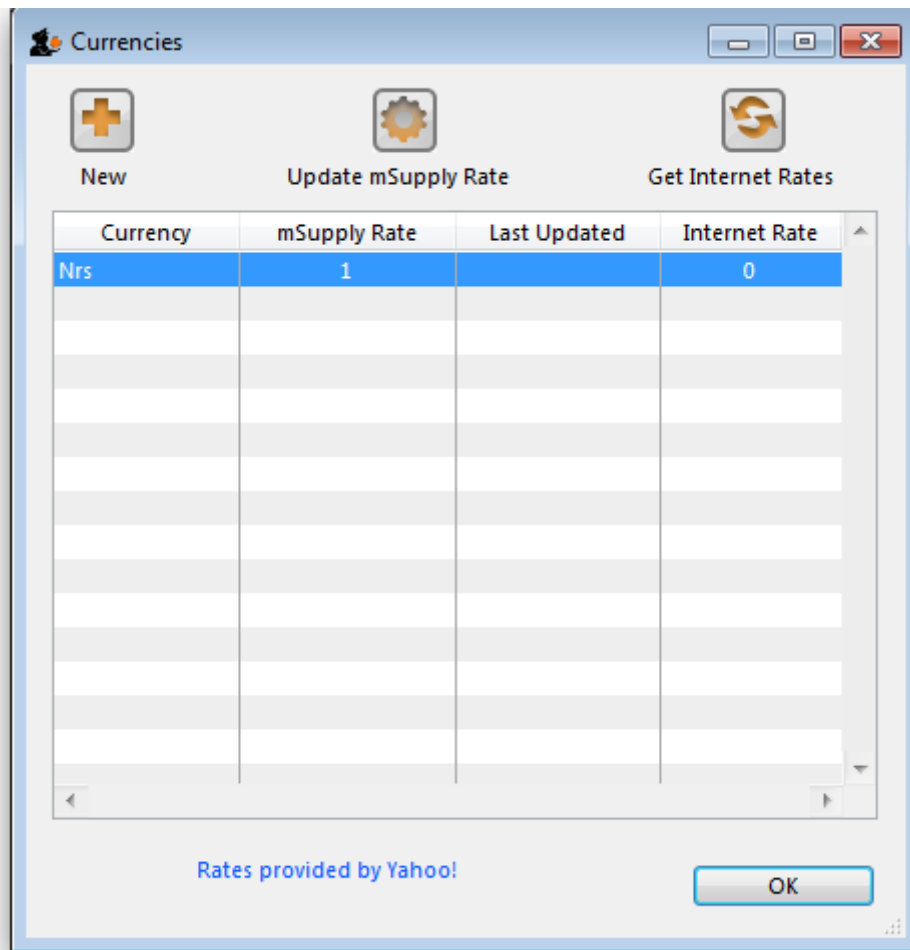 Currencies
New Update mSupply Rate Get Internet Rates
Currency mSupply Rate Last Updated Internet Rate
Nrs 1 0
Rates provided by Yahoo!
OK